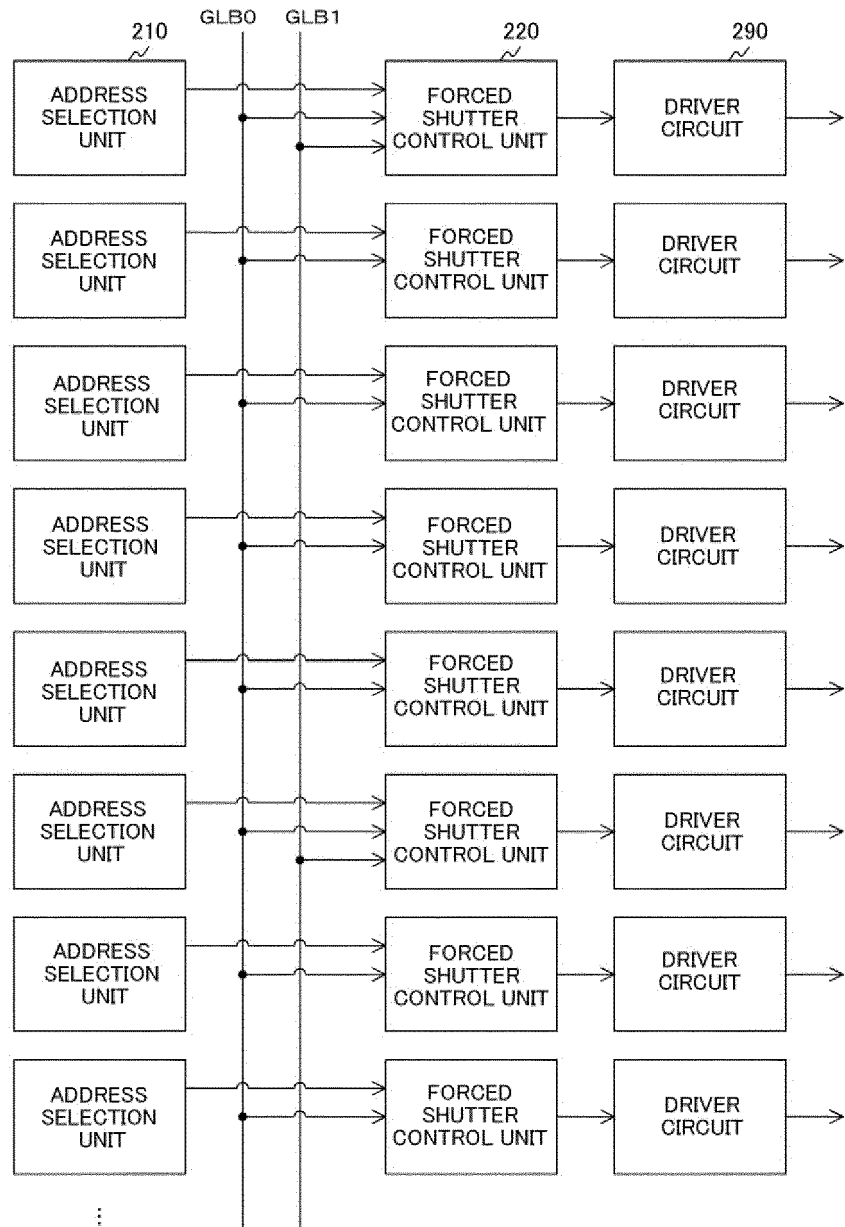 210
GLB0 GLB1
220
290
ADDRESS
SELECTION
UNIT
FORCED
SHUTTER
CONTROL UNIT
DRIVER
CIRCUIT
ADDRESS
SELECTION
UNIT
FORCED
SHUTTER
CONTROL UNIT
DRIVER
CIRCUIT
ADDRESS
SELECTION
UNIT
FORCED
SHUTTER
CONTROL UNIT
DRIVER
CIRCUIT
ADDRESS
SELECTION
UNIT
FORCED
SHUTTER
CONTROL UNIT
DRIVER
CIRCUIT
ADDRESS
SELECTION
UNIT
FORCED
SHUTTER
CONTROL UNIT
DRIVER
CIRCUIT
ADDRESS
SELECTION
UNIT
FORCED
SHUTTER
CONTROL UNIT
DRIVER
CIRCUIT
ADDRESS
SELECTION
UNIT
FORCED
SHUTTER
CONTROL UNIT
DRIVER
CIRCUIT
ADDRESS
SELECTION
UNIT
FORCED
SHUTTER
CONTROL UNIT
DRIVER
CIRCUIT
⋮